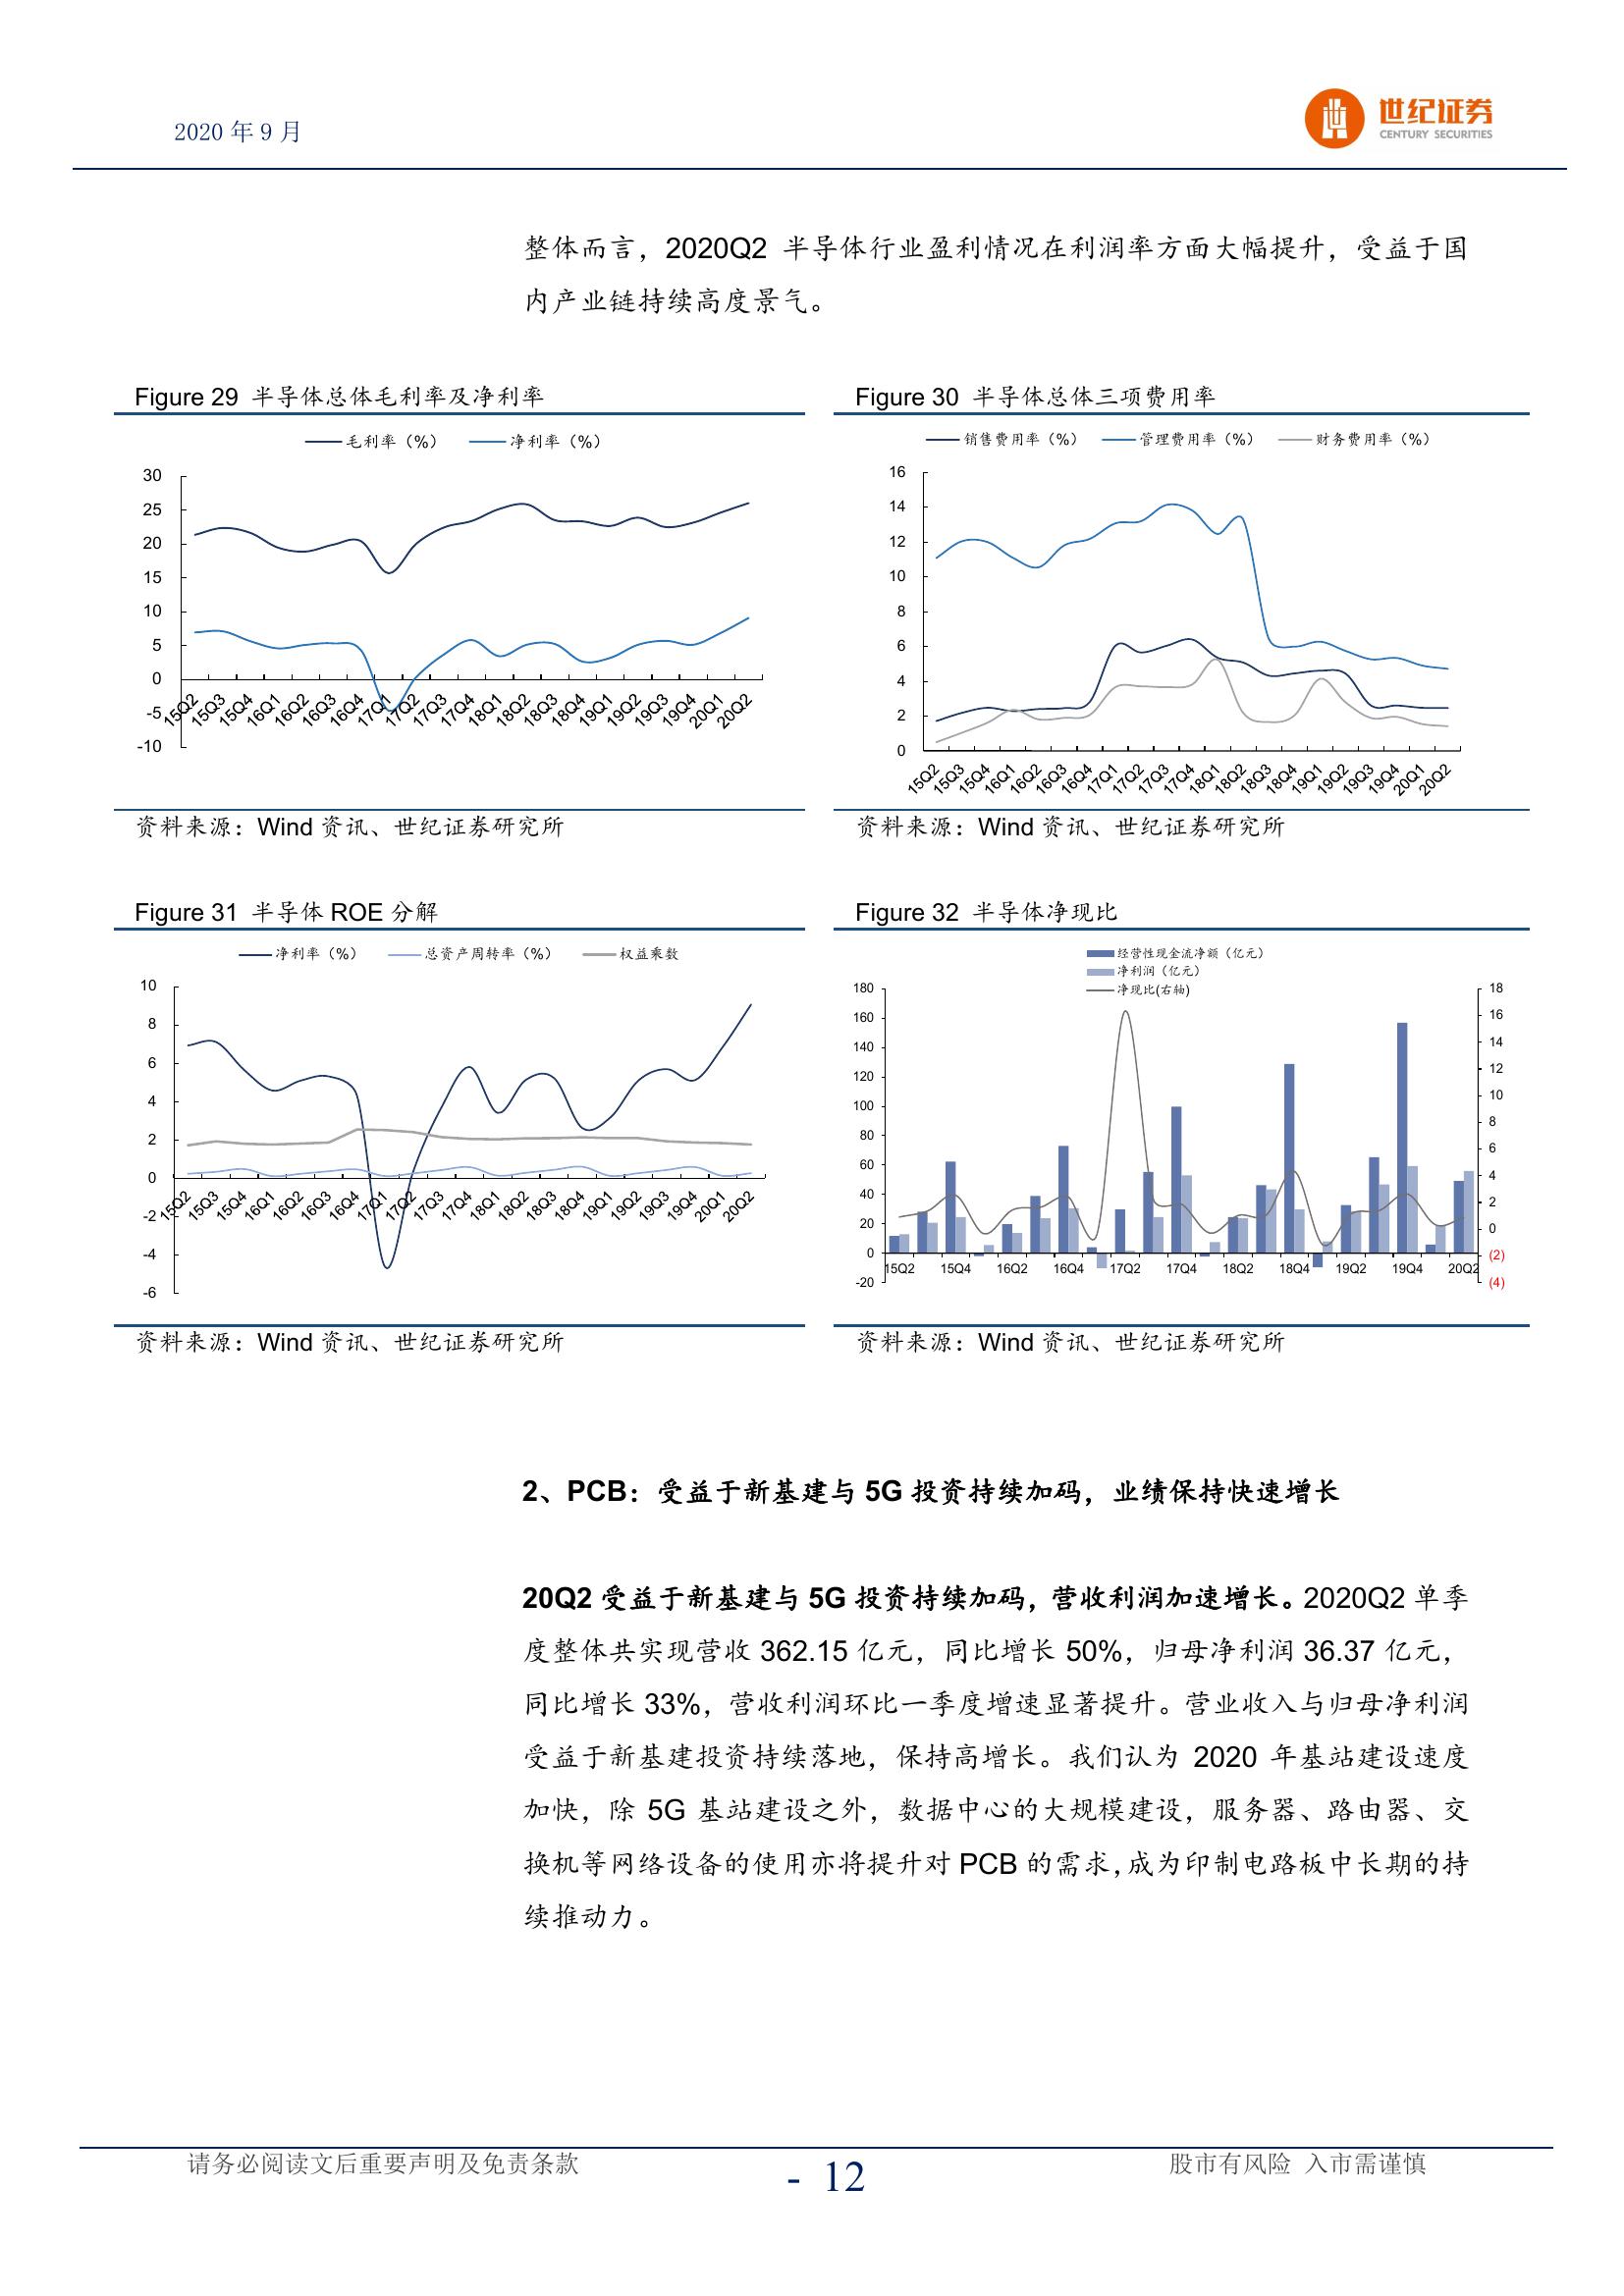 2020 年 9 月
世纪证券
CENTURY SECURITIES
整体而言，2020Q2 半导体行业盈利情况在利润率方面大幅提升，受益于国
内产业链持续高度景气。
Figure 29 半导体总体毛利率及净利率
毛利率（%） 净利率（%）
30
25
20
15
10
5
0
-5
-10
15Q2 15Q3 15Q4 16Q1 16Q2 16Q3 16Q4 17Q1 17Q2 17Q3 17Q4 18Q1 18Q2 18Q3 18Q4 19Q1 19Q2 19Q3 19Q4 20Q1 20Q2
资料来源：Wind 资讯、世纪证券研究所
Figure 30 半导体总体三项费用率
销售费用率（%） 管理费用率（%） 财务费用率（%）
16
14
12
10
8
6
4
2
0
15Q2 15Q3 15Q4 16Q1 16Q2 16Q3 16Q4 17Q1 17Q2 17Q3 17Q4 18Q1 18Q2 18Q3 18Q4 19Q1 19Q2 19Q3 19Q4 20Q1 20Q2
资料来源：Wind 资讯、世纪证券研究所
Figure 31 半导体 ROE 分解
净利率（%） 总资产周转率（%） 权益乘数
10
8
6
4
2
0
-2
-4
-6
15Q2 15Q3 15Q4 16Q1 16Q2 16Q3 16Q4 17Q1 17Q2 17Q3 17Q4 18Q1 18Q2 18Q3 18Q4 19Q1 19Q2 19Q3 19Q4 20Q1 20Q2
资料来源：Wind 资讯、世纪证券研究所
Figure 32 半导体净现比
经营性现金流净额（亿元）
净利润（亿元）
净现比(右轴)
180
160
140
120
100
80
60
40
20
0
-20
18
16
14
12
10
8
6
4
2
0
(2)
(4)
15Q2 15Q4 16Q2 16Q4 17Q2 17Q4 18Q2 18Q4 19Q2 19Q4 20Q2
资料来源：Wind 资讯、世纪证券研究所
2、PCB：受益于新基建与 5G 投资持续加码，业绩保持快速增长
20Q2 受益于新基建与 5G 投资持续加码，营收利润加速增长。2020Q2 单季
度整体共实现营收 362.15 亿元，同比增长 50%，归母净利润 36.37 亿元，
同比增长 33%，营收利润环比一季度增速显著提升。营业收入与归母净利润
受益于新基建投资持续落地，保持高增长。我们认为 2020 年基站建设速度
加快，除 5G 基站建设之外，数据中心的大规模建设，服务器、路由器、交
换机等网络设备的使用亦将提升对 PCB 的需求，成为印制电路板中长期的持
续推动力。
请务必阅读文后重要声明及免责条款
- 12
股市有风险 入市需谨慎